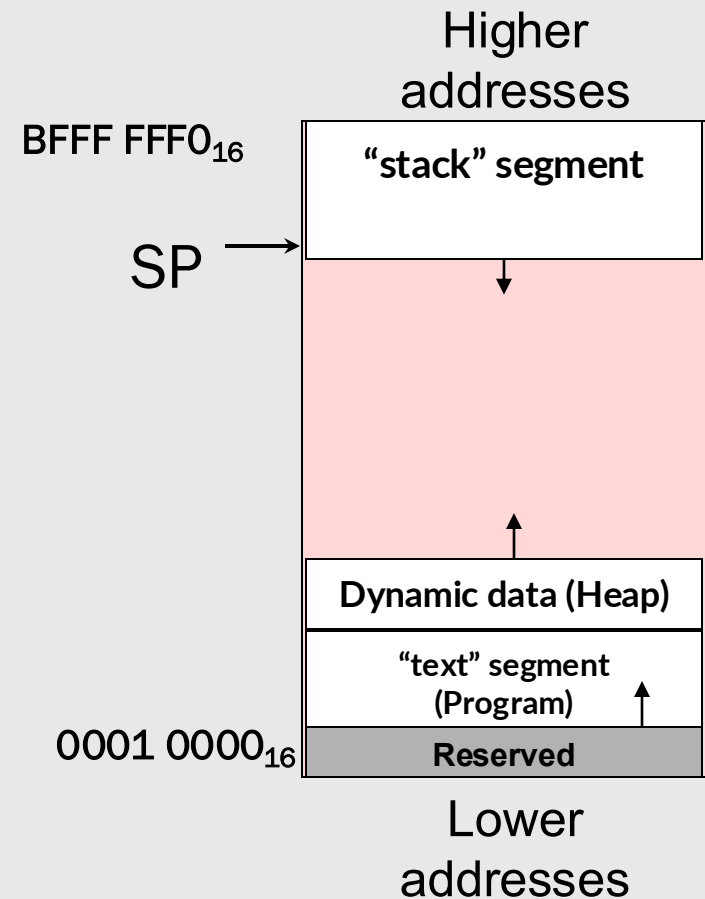 Higher
addresses
BFFF FFF0₁₆
“stack” segment
SP
Dynamic data (Heap)
“text” segment
(Program)
0001 0000₁₆
Reserved
Lower
addresses